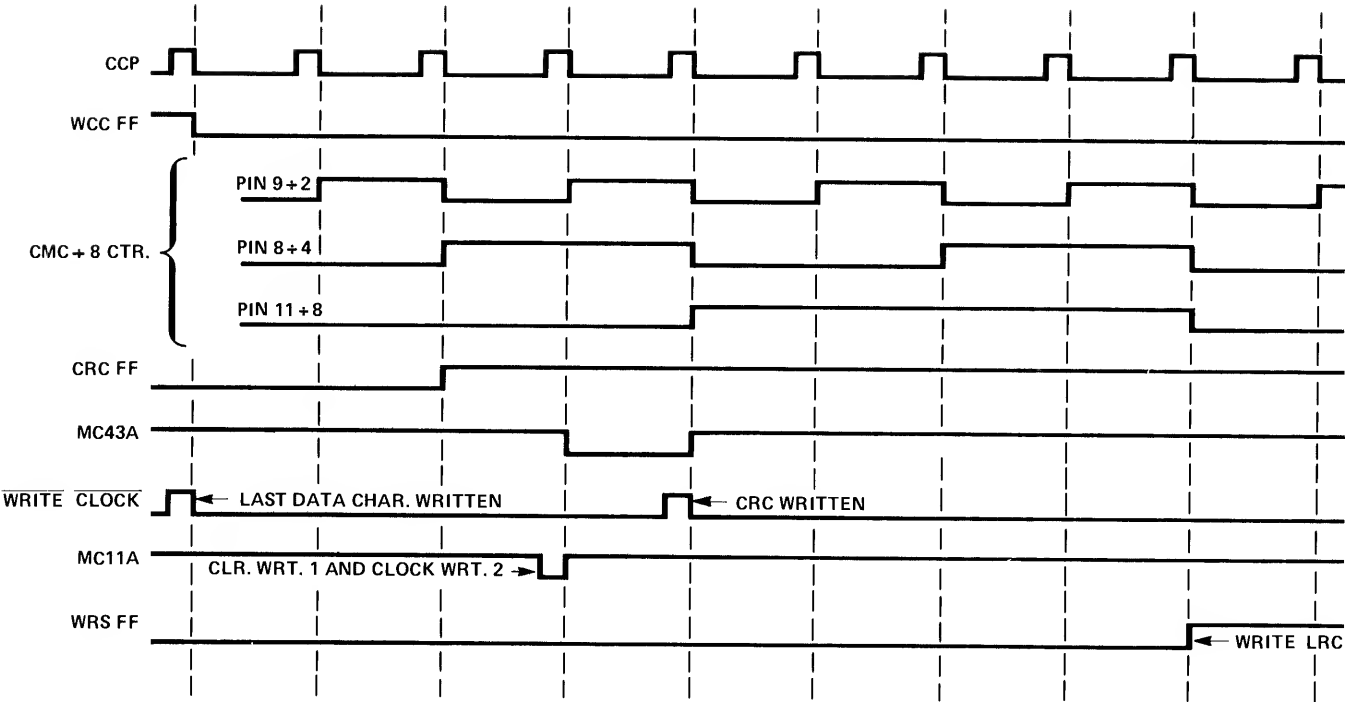 CCP
WCC FF
PIN 9÷2
PIN 8÷4
CMC÷8 CTR.
PIN 11÷8
CRC FF
MC43A
WRITE CLOCK
LAST DATA CHAR. WRITTEN
CRC WRITTEN
MC11A
CLR. WRT. 1 AND CLOCK WRT. 2
WRS FF
WRITE LRC